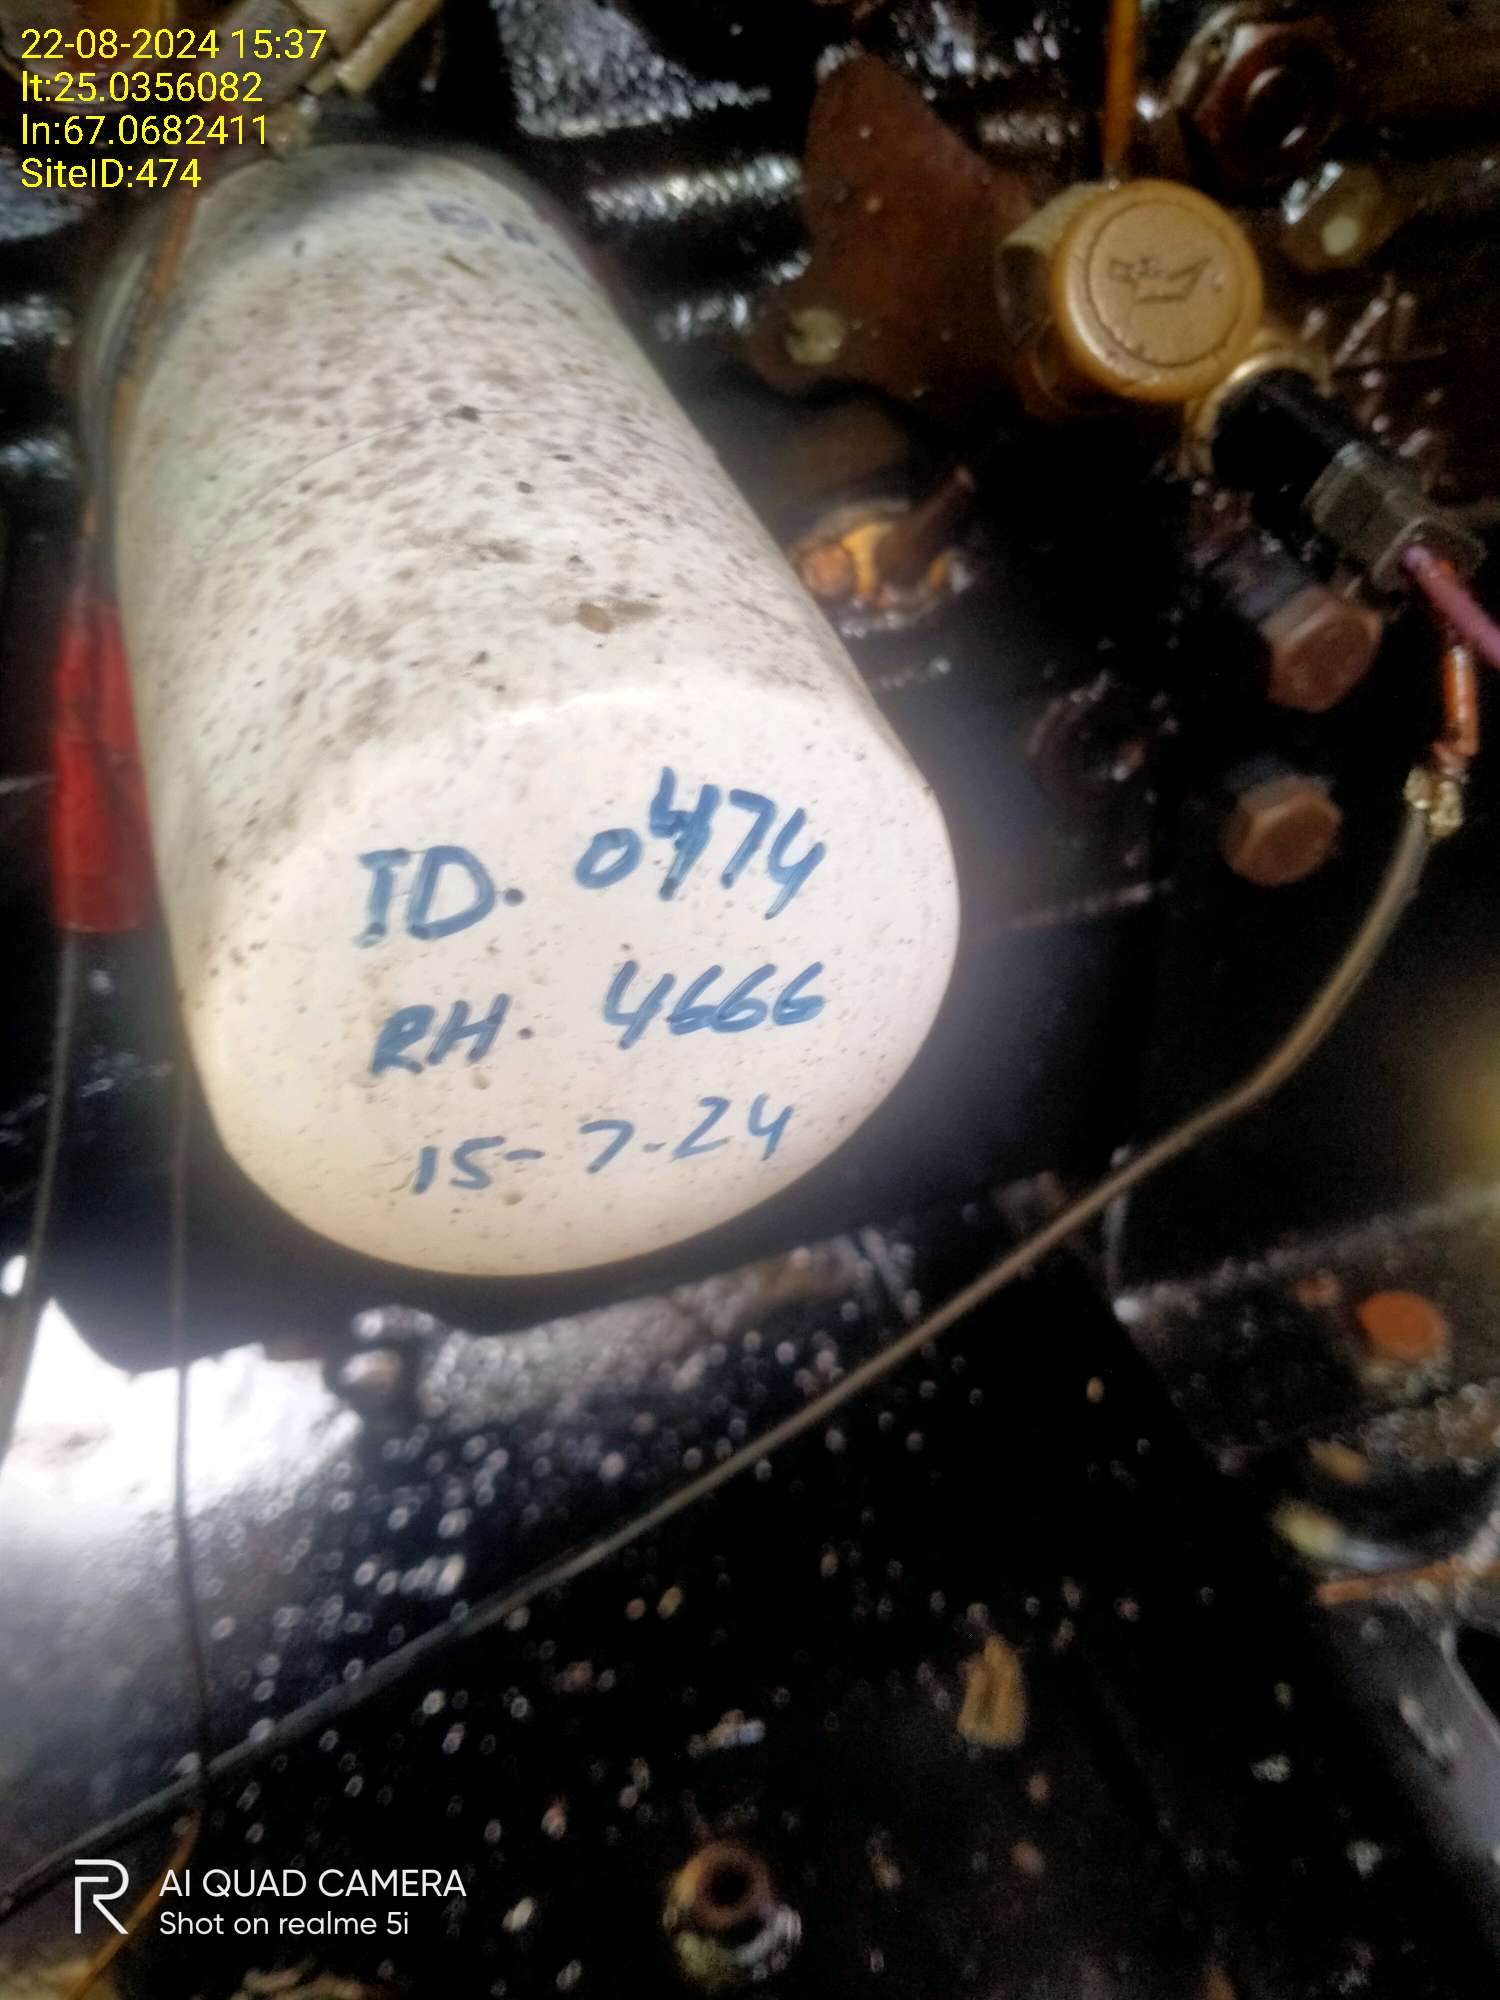 22-08-2024 15:37
lt:25.0356082
ln:67.0682411
SiteID:474
ID. 0474
RH. 4666
15-7-24
AI QUAD CAMERA
Shot on realme 5i